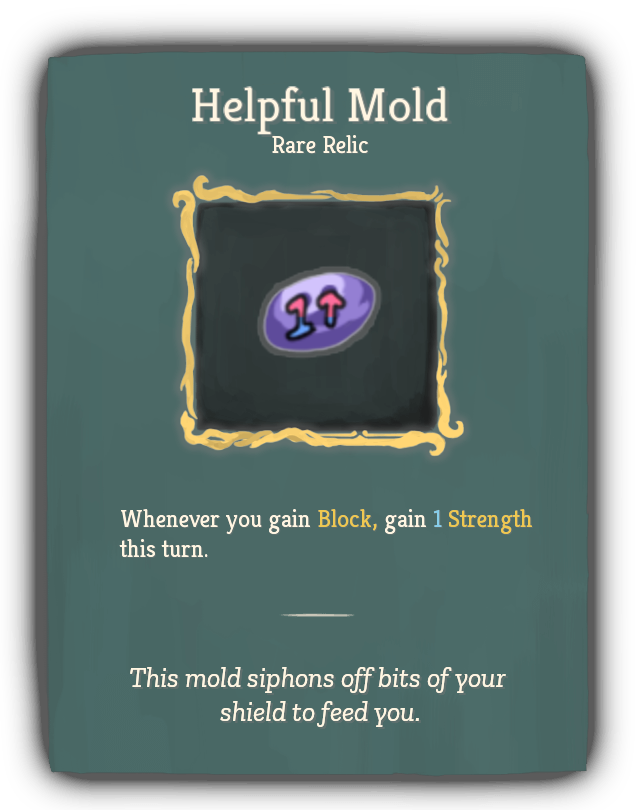 Helpful Mold
Rare Relic
Whenever you gain Block, gain 1 Strength
this turn.
This mold siphons off bits of your
shield to feed you.